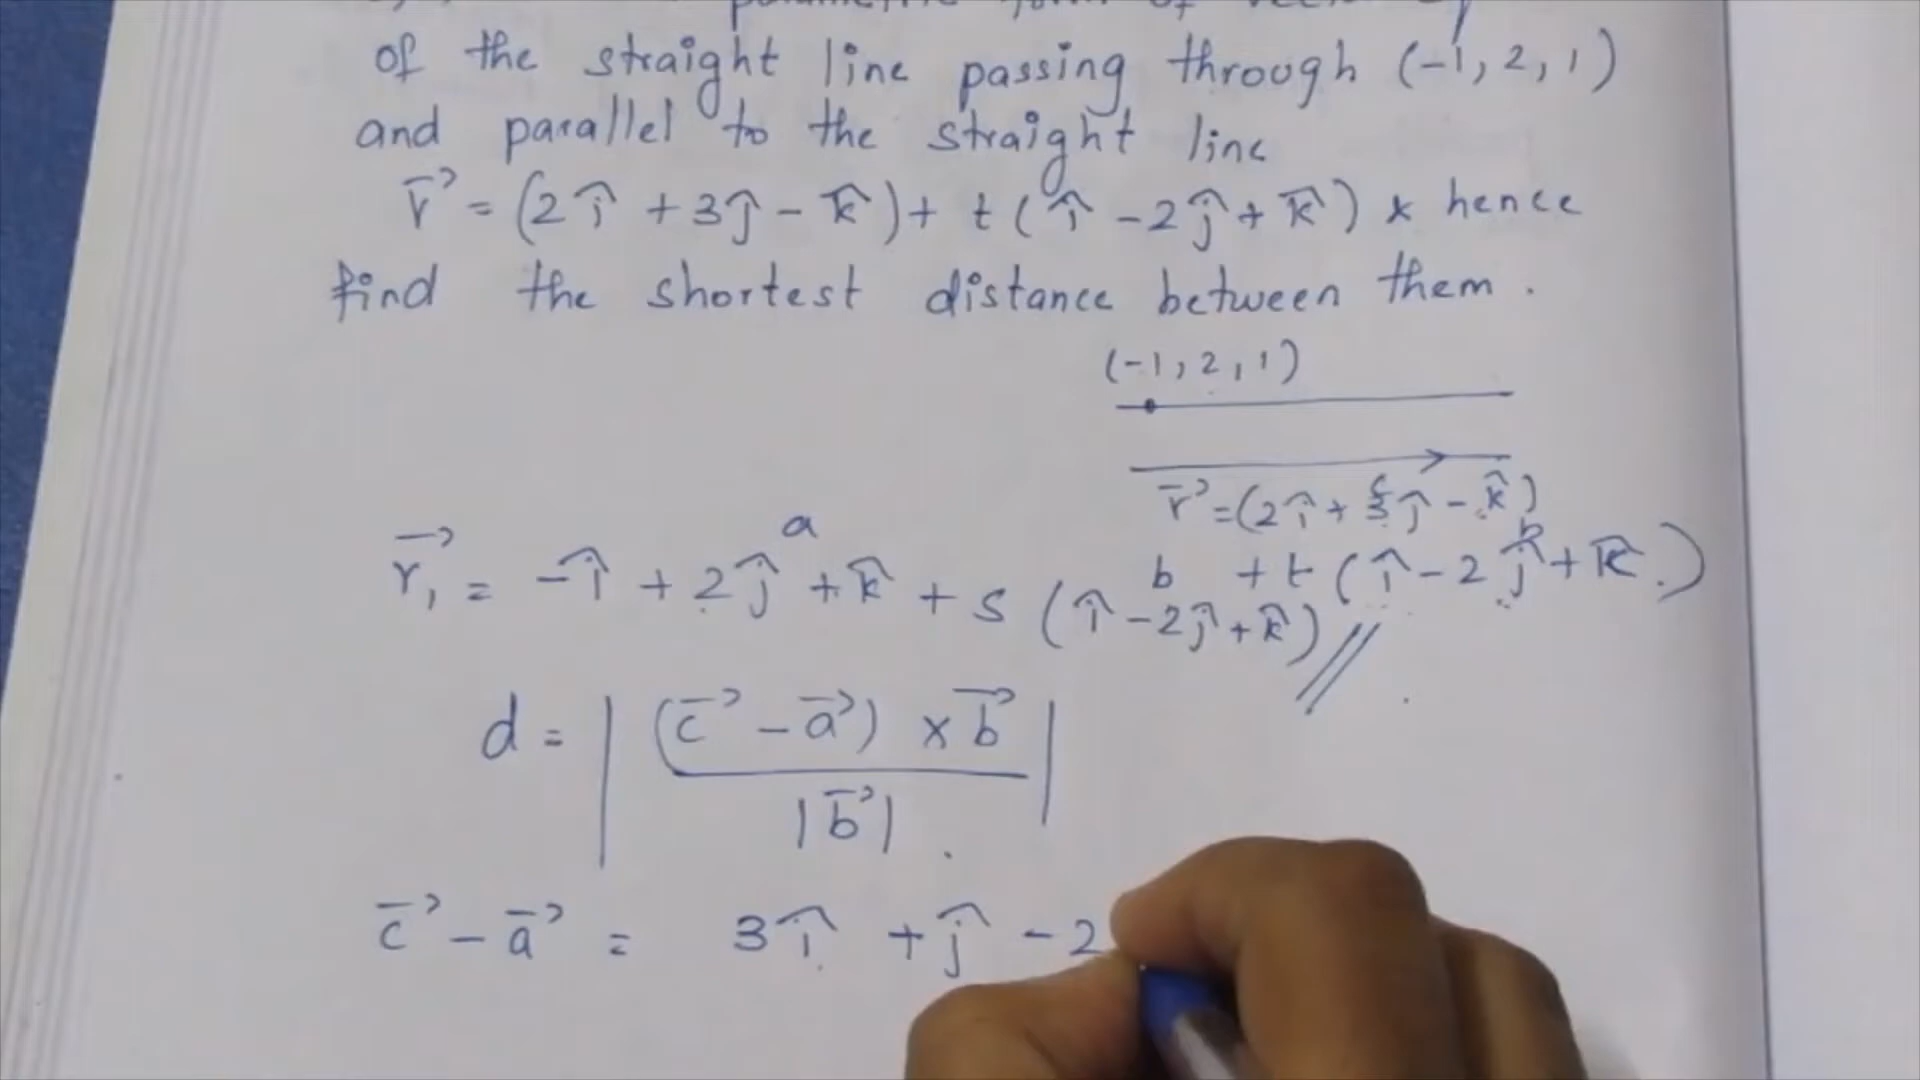 of the straight line passing through (-1, 2, 1)
and parallel to the straight line
r⃗ = (2î + 3ĵ - k̂) + t (î - 2ĵ + k̂) & hence
find the shortest distance between them.
(-1, 2, 1)
c
r⃗ = (2î + 3ĵ - k̂)
b
+ t (î - 2ĵ + k̂)
a b
r⃗₁ = -î + 2ĵ + k̂ + s (î - 2ĵ + k̂) //
d = | (c⃗ - a⃗) × b⃗ |
|b⃗|
c⃗ - a⃗ = 3î + ĵ - 2